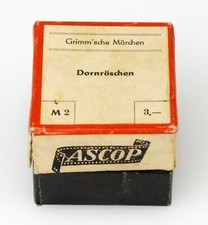 Grimm'sche Märchen
Dornröschen
M 2 3,—
ASCOP